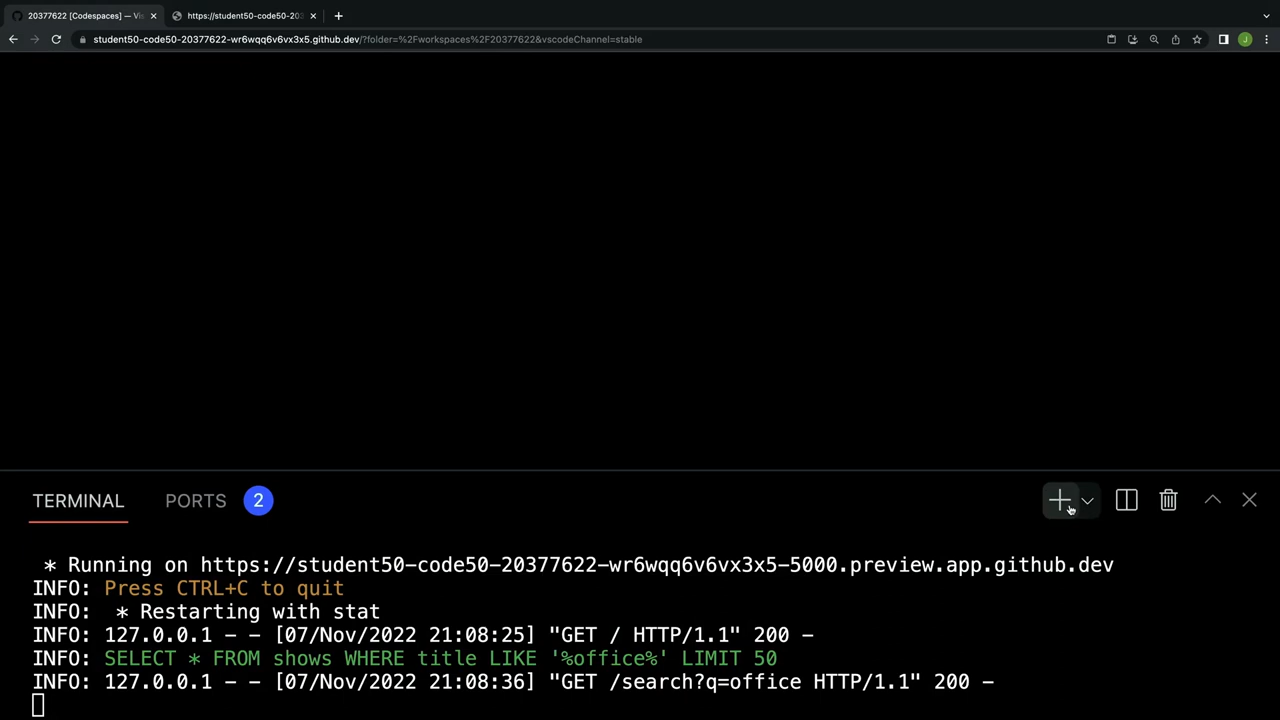 20377622 [Codespaces] — Vis
https://student50-code50-203
student50-code50-20377622-wr6wqq6v6vx3x5.github.dev/?folder=%2Fworkspaces%2F20377622&vscodeChannel=stable
J
TERMINAL
PORTS
2
* Running on https://student50-code50-20377622-wr6wqq6v6vx3x5-5000.preview.app.github.dev
INFO: Press CTRL+C to quit
INFO:  * Restarting with stat
INFO: 127.0.0.1 - - [07/Nov/2022 21:08:25] "GET / HTTP/1.1" 200 -
INFO: SELECT * FROM shows WHERE title LIKE '%office%' LIMIT 50
INFO: 127.0.0.1 - - [07/Nov/2022 21:08:36] "GET /search?q=office HTTP/1.1" 200 -